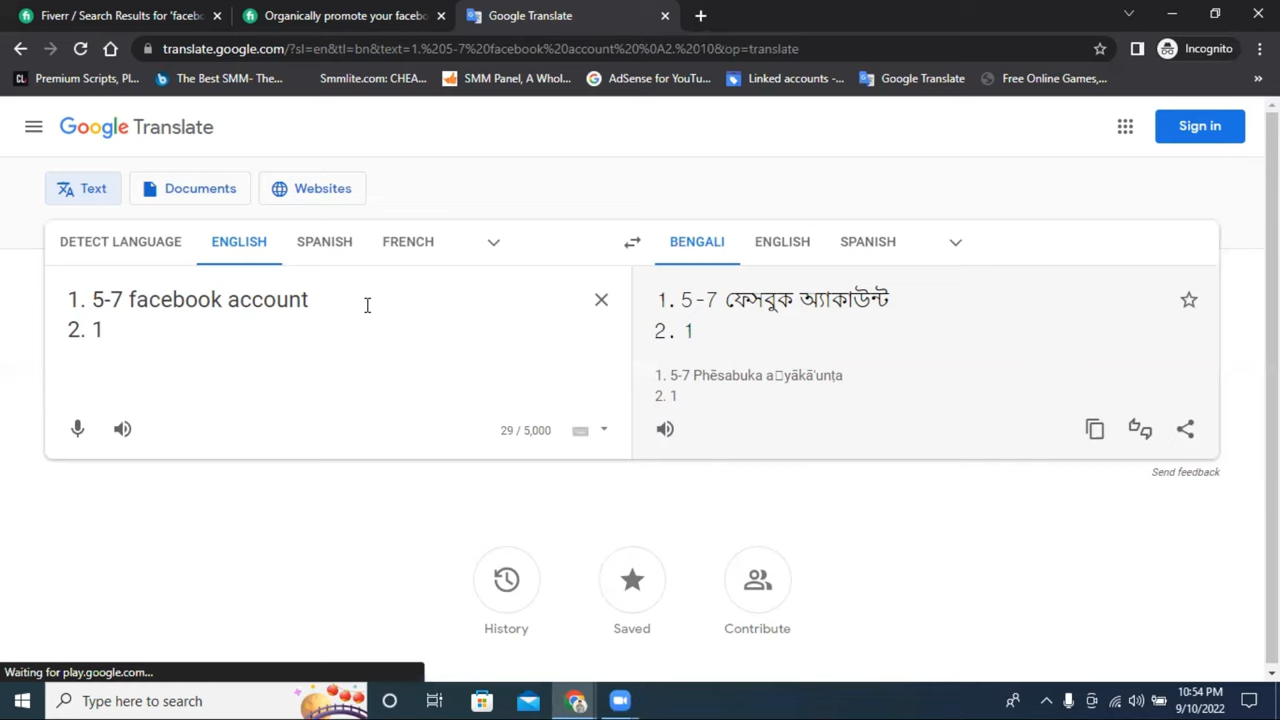 Fiverr / Search Results for 'facebo
Organically promote your facebo
Google Translate
translate.google.com/?sl=en&tl=bn&text=1.%205-7%20facebook%20account%20%0A2.%2010&op=translate
Incognito
Premium Scripts, Pl...
The Best SMM- The...
Smmlite.com: CHEA...
SMM Panel, A Whol...
AdSense for YouTu...
Linked accounts -...
Google Translate
Free Online Games,...
Google Translate
Sign in
Text
Documents
Websites
DETECT LANGUAGE
ENGLISH
SPANISH
FRENCH
BENGALI
ENGLISH
SPANISH
1. 5-7 facebook account
2. 1
1. 5-7 ফেসবুক অ্যাকাউন্ট
2. 1
1. 5-7 Phēsabuka a▯yākā'unṭa
2. 1
29 / 5,000
Send feedback
History
Saved
Contribute
Waiting for play.google.com...
Type here to search
10:54 PM
9/10/2022